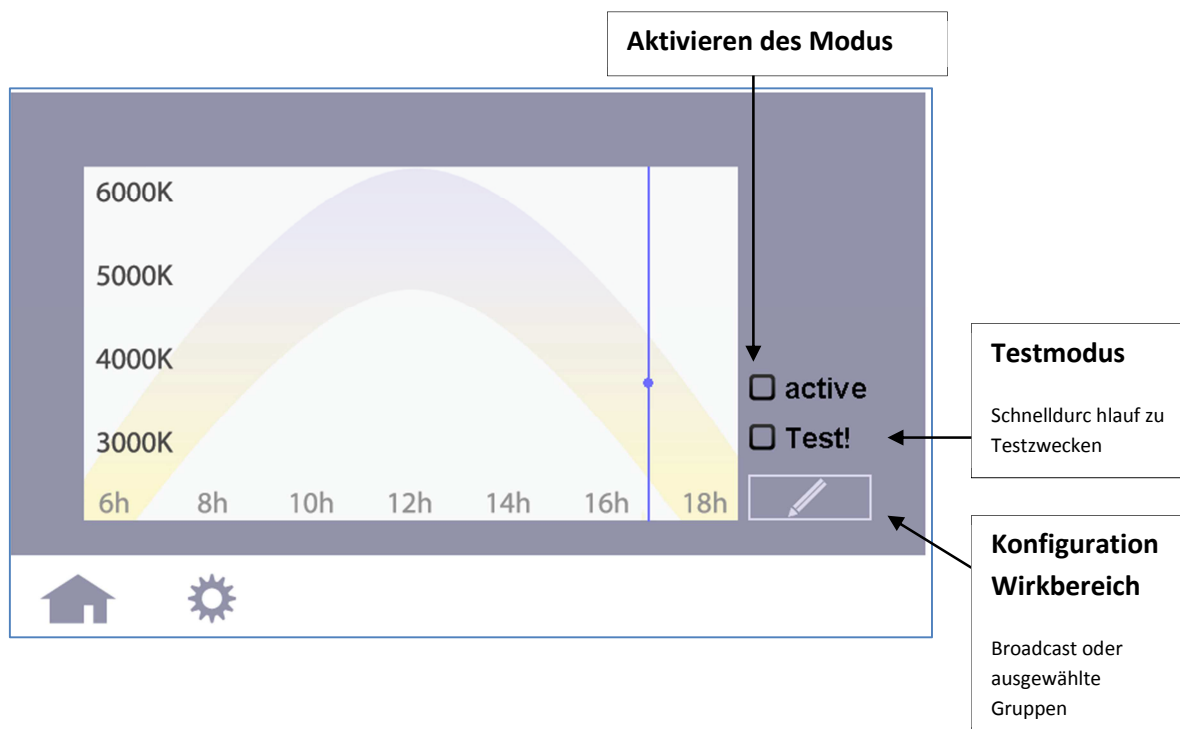 Aktivieren des Modus
6000K
5000K
4000K
3000K
6h 8h 10h 12h 14h 16h 18h
active
Test!
Testmodus
Schnelldurc hlauf zu
Testzwecken
Konfiguration
Wirkbereich
Broadcast oder
ausgewählte
Gruppen